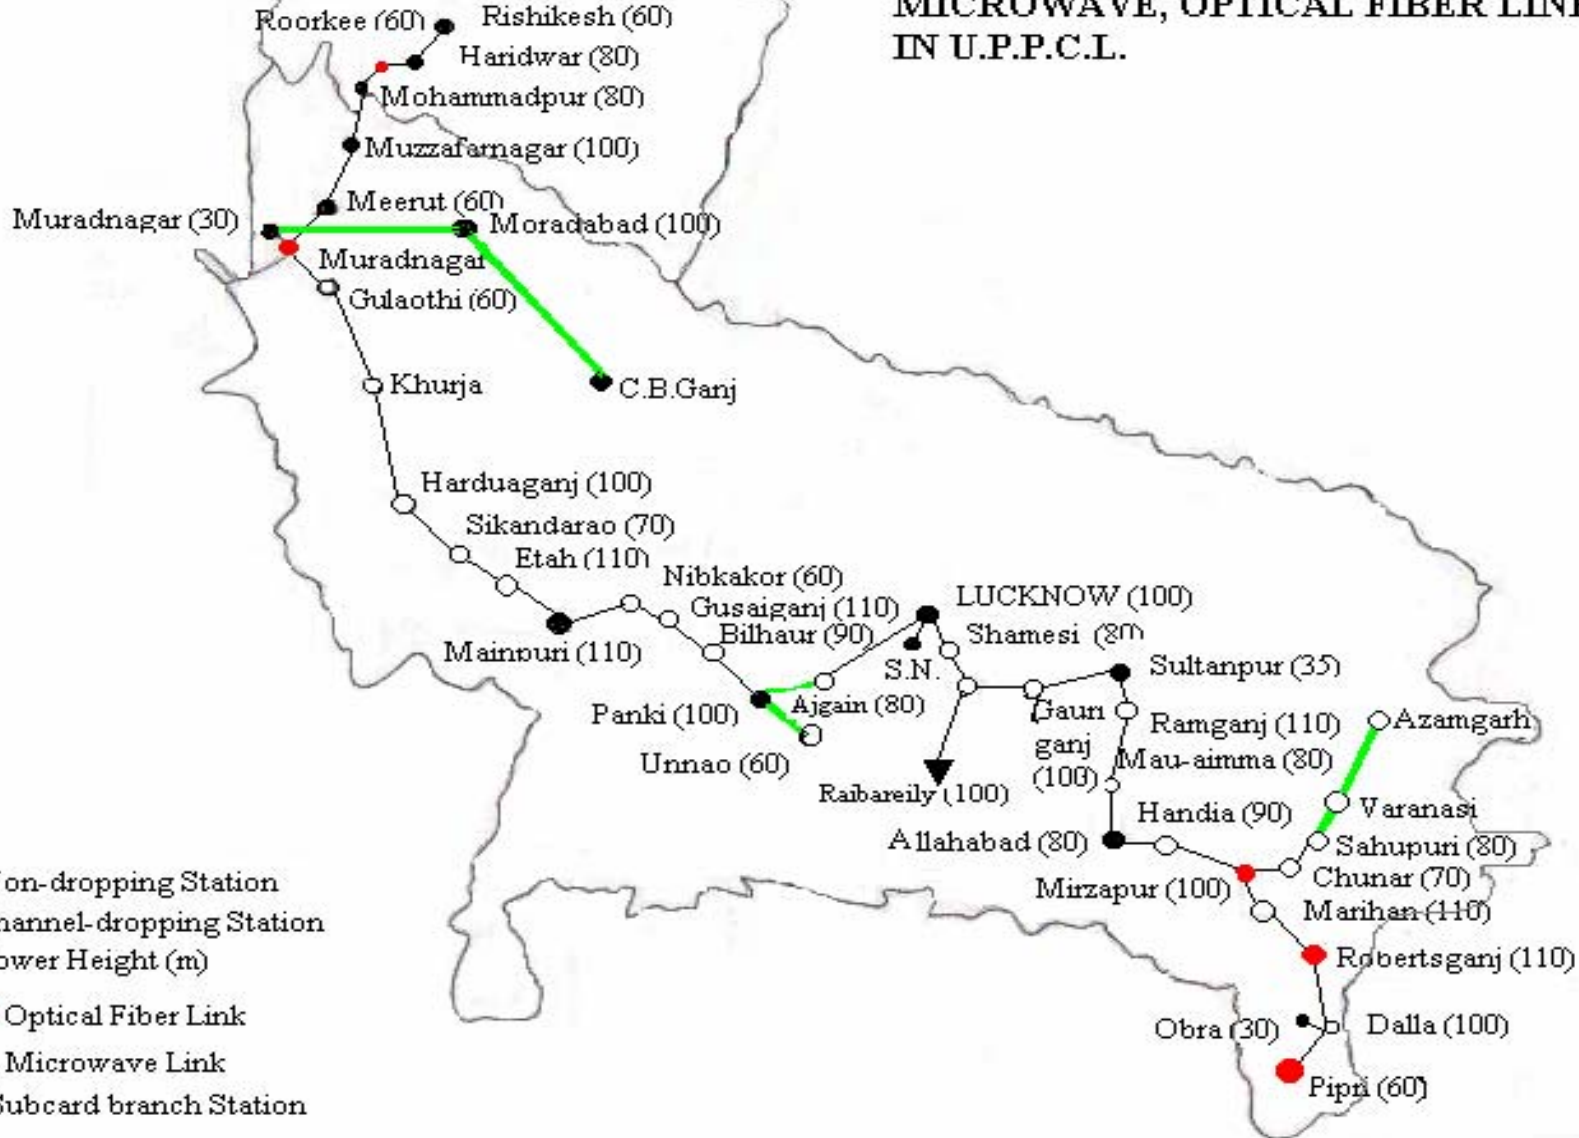 MICROWAVE, OPTICAL FIBER LINE
IN U.P.P.C.L.
Roorkee (60)
Rishikesh (60)
Haridwar (80)
Mohammadpur (80)
Muzzafarnagar (100)
Meerut (60)
Muradnagar (30)
Moradabad (100)
Muradnagar
Gulaothi (60)
Khurja
C.B.Ganj
Harduaganj (100)
Sikandarao (70)
Etah (110)
Nibkakor (60)
Gusaiganj (110)
Bilhaur (90)
Mainpuri (110)
LUCKNOW (100)
Shamesi (80)
S.N.
Sultanpur (35)
Panki (100)
Ajgain (80)
Unnao (60)
Gauri
ganj
(100)
Ramganj (110)
Mau-aimma (80)
Azamgarh
Raibareily (100)
Handia (90)
Varanasi
Allahabad (80)
Sahupuri (80)
Mirzapur (100)
Chunar (70)
Marihan (110)
Robertsganj (110)
Obra (30)
Dalla (100)
Pipri (60)
on-dropping Station
hannel-dropping Station
ower Height (m)
Optical Fiber Link
Microwave Link
Subcard branch Station